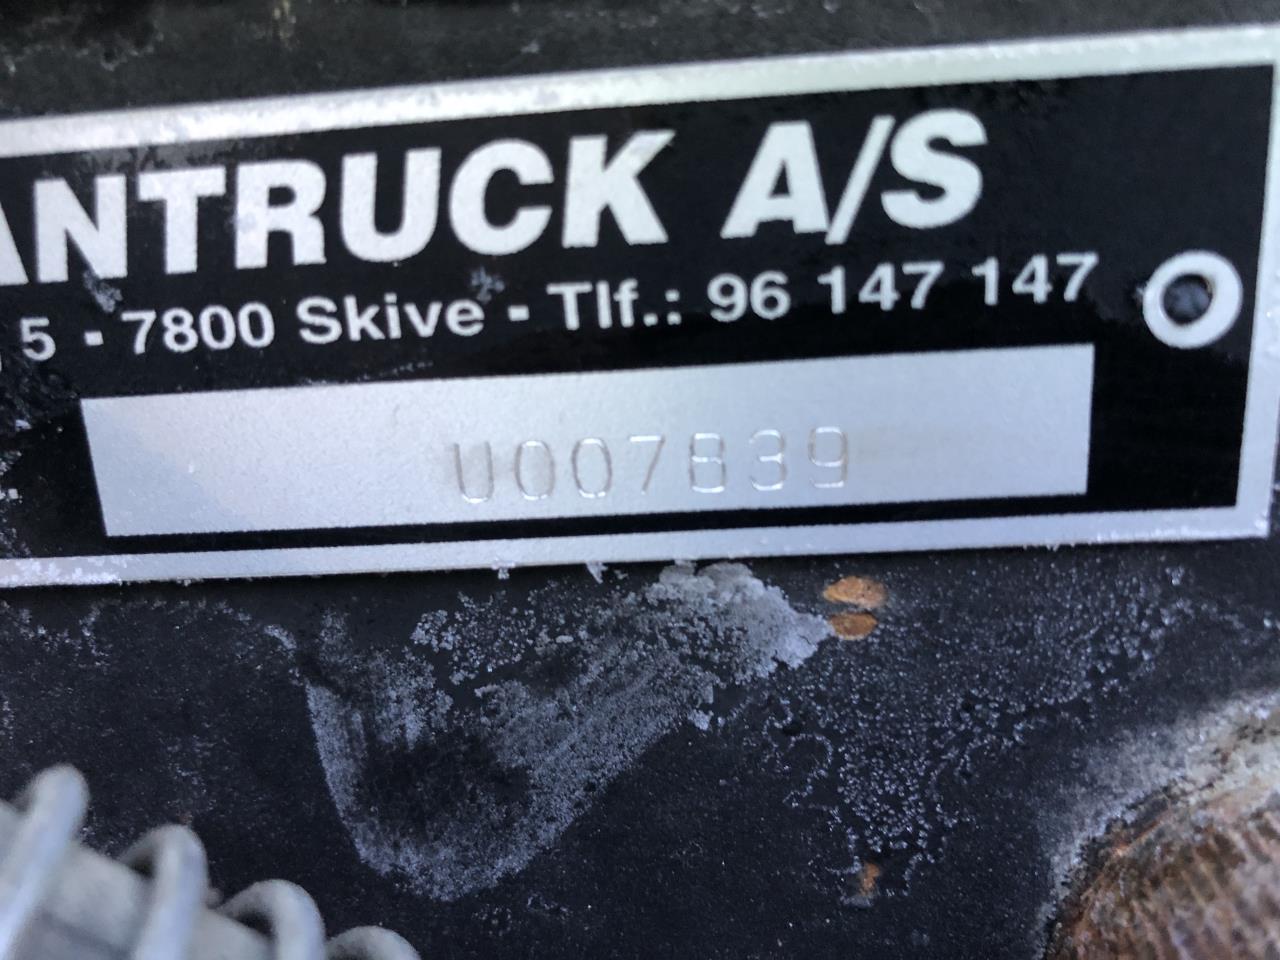 ANTRUCK A/S
5 - 7800 Skive - Tlf.: 96 147 147
U007839